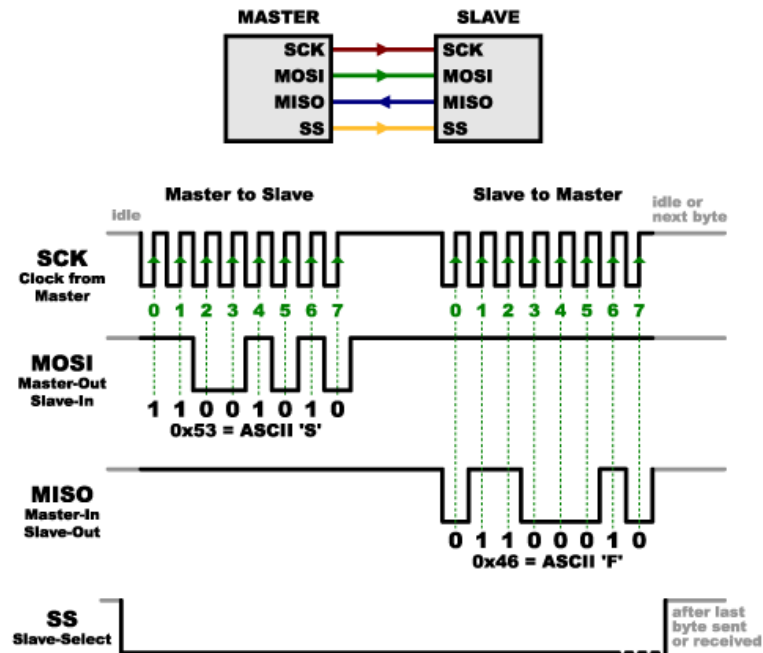 MASTER SLAVE
SCK SCK
MOSI MOSI
MISO MISO
SS SS
Master to Slave Slave to Master
idle
idle or
next byte
SCK
Clock from
Master
0 1 2 3 4 5 6 7 0 1 2 3 4 5 6 7
MOSI
Master-Out
Slave-In
1 1 0 0 1 0 1 0
0x53 = ASCII 'S'
MISO
Master-In
Slave-Out
0 1 1 0 0 0 1 0
0x46 = ASCII 'F'
SS
Slave-Select
after last
byte sent
or received